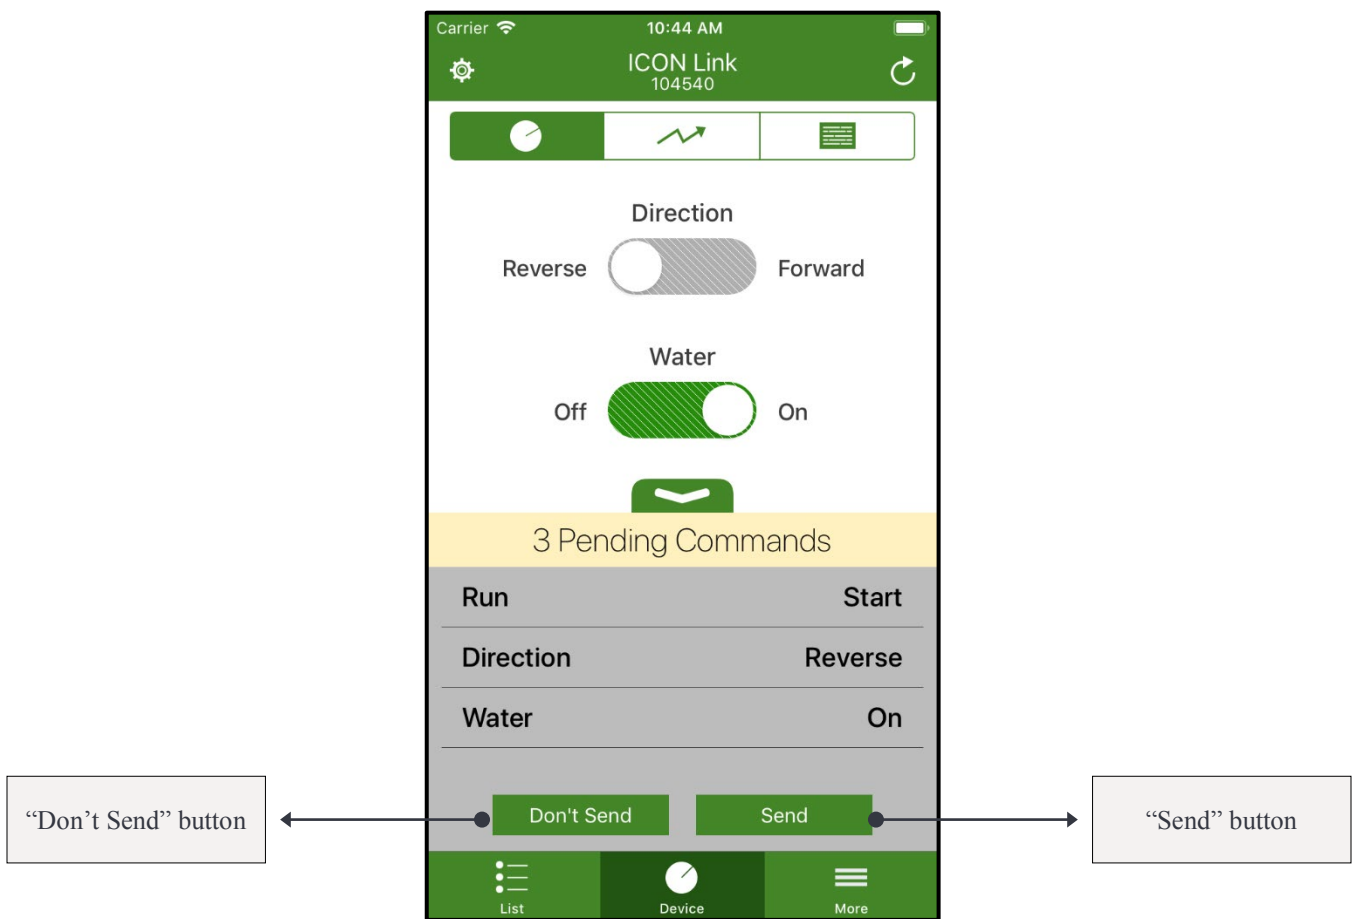 Carrier
10:44 AM
ICON Link
104540
Direction
Reverse Forward
Water
Off On
3 Pending Commands
Run Start
Direction Reverse
Water On
“Don’t Send” button
Don't Send Send
“Send” button
List Device More